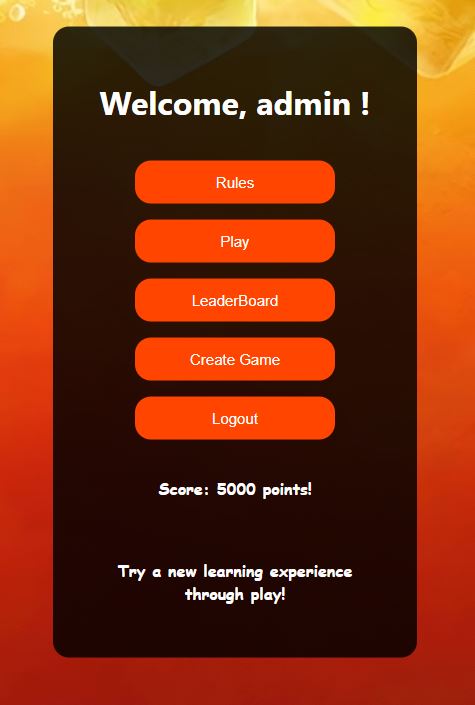 Welcome, admin !
Rules
Play
LeaderBoard
Create Game
Logout
Score: 5000 points!
Try a new learning experience
through play!